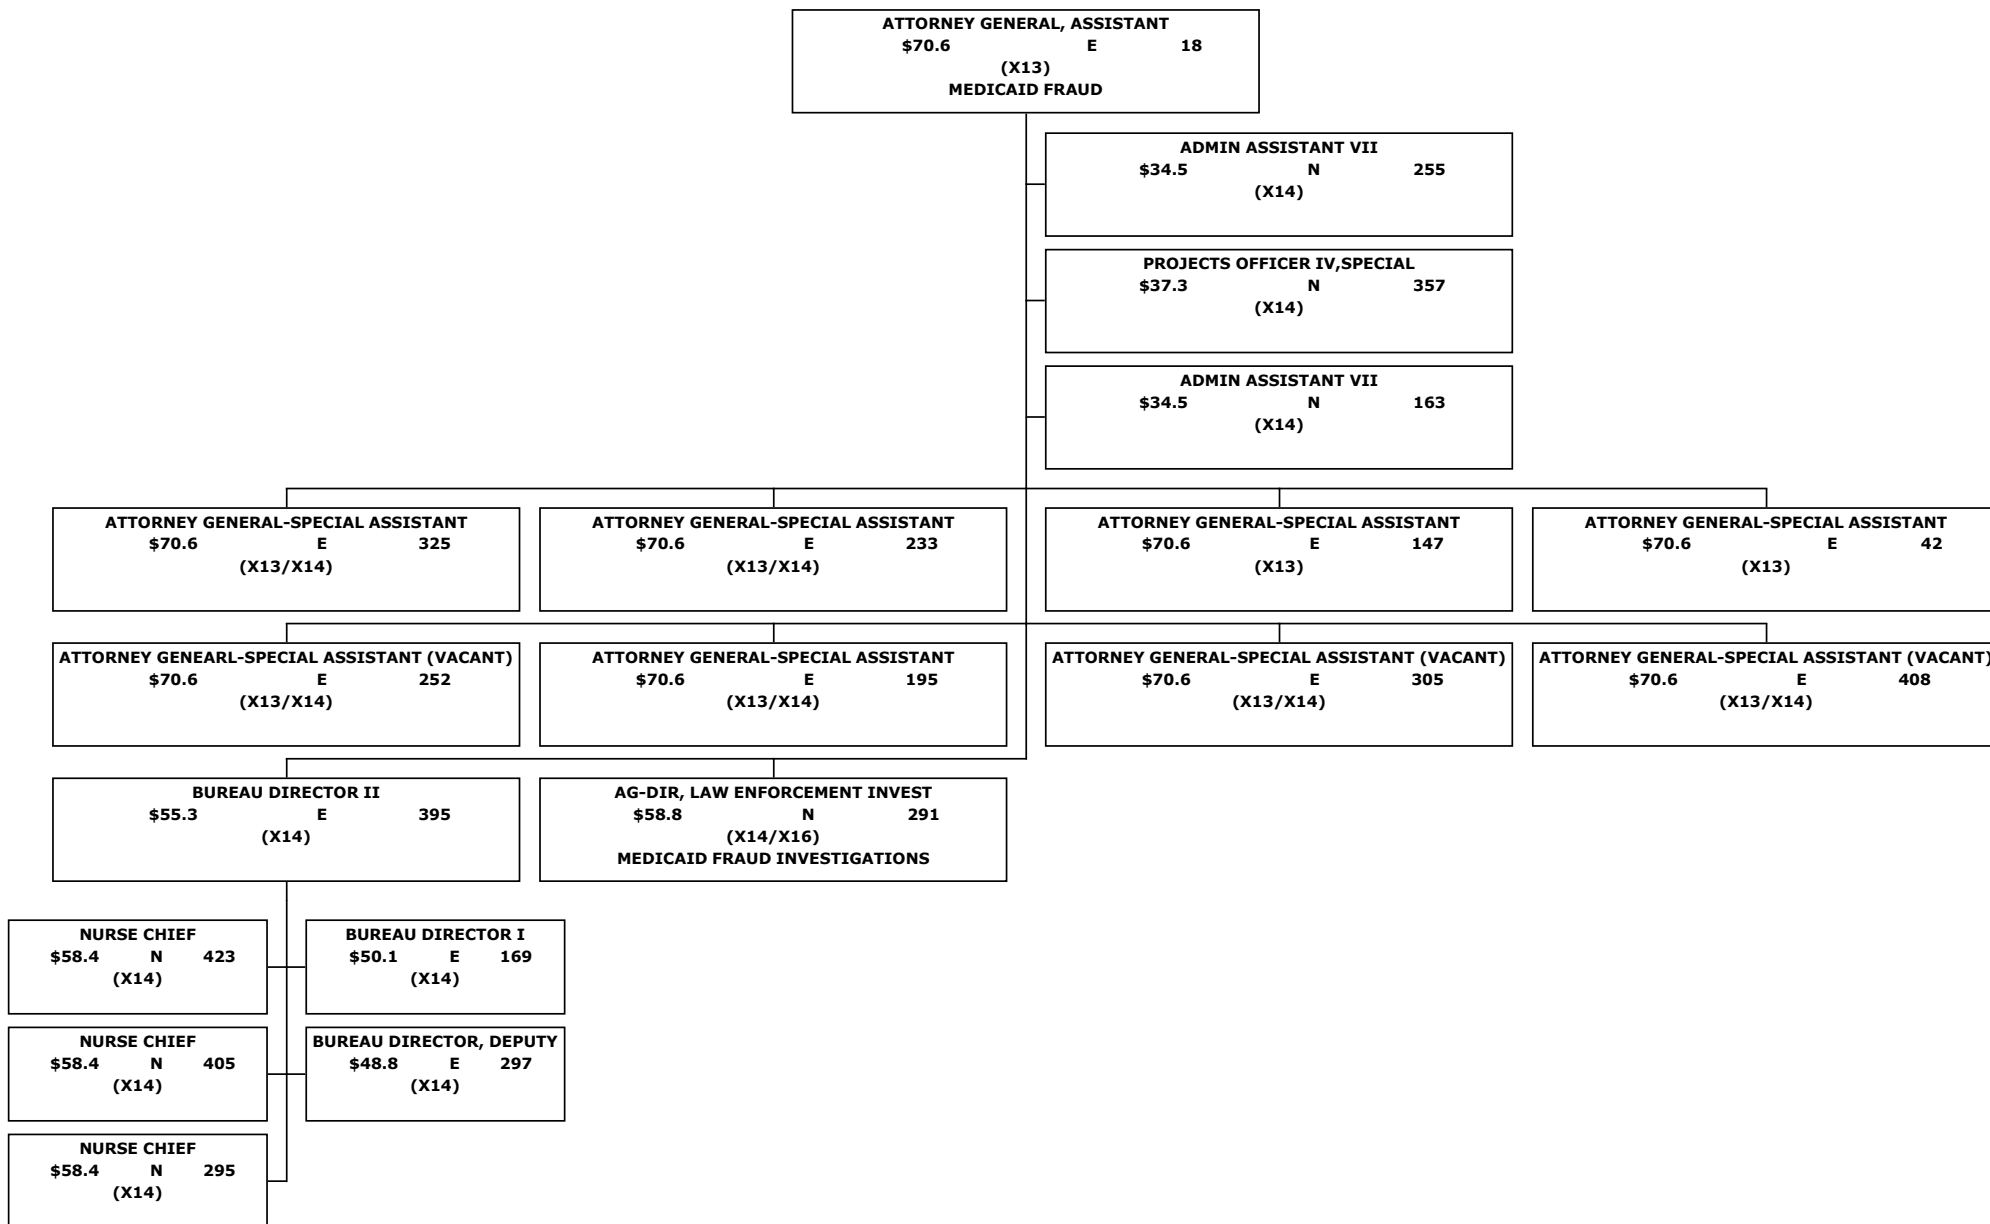 ATTORNEY GENERAL, ASSISTANT
$70.6 E 18
(X13)
MEDICAID FRAUD
ADMIN ASSISTANT VII
$34.5 N 255
(X14)
PROJECTS OFFICER IV,SPECIAL
$37.3 N 357
(X14)
ADMIN ASSISTANT VII
$34.5 N 163
(X14)
ATTORNEY GENERAL-SPECIAL ASSISTANT
$70.6 E 325
(X13/X14)
ATTORNEY GENERAL-SPECIAL ASSISTANT
$70.6 E 233
(X13/X14)
ATTORNEY GENERAL-SPECIAL ASSISTANT
$70.6 E 147
(X13)
ATTORNEY GENERAL-SPECIAL ASSISTANT
$70.6 E 42
(X13)
ATTORNEY GENEARL-SPECIAL ASSISTANT (VACANT)
$70.6 E 252
(X13/X14)
ATTORNEY GENERAL-SPECIAL ASSISTANT
$70.6 E 195
(X13/X14)
ATTORNEY GENERAL-SPECIAL ASSISTANT (VACANT)
$70.6 E 305
(X13/X14)
ATTORNEY GENERAL-SPECIAL ASSISTANT (VACANT)
$70.6 E 408
(X13/X14)
BUREAU DIRECTOR II
$55.3 E 395
(X14)
AG-DIR, LAW ENFORCEMENT INVEST
$58.8 N 291
(X14/X16)
MEDICAID FRAUD INVESTIGATIONS
NURSE CHIEF
$58.4 N 423
(X14)
BUREAU DIRECTOR I
$50.1 E 169
(X14)
NURSE CHIEF
$58.4 N 405
(X14)
BUREAU DIRECTOR, DEPUTY
$48.8 E 297
(X14)
NURSE CHIEF
$58.4 N 295
(X14)